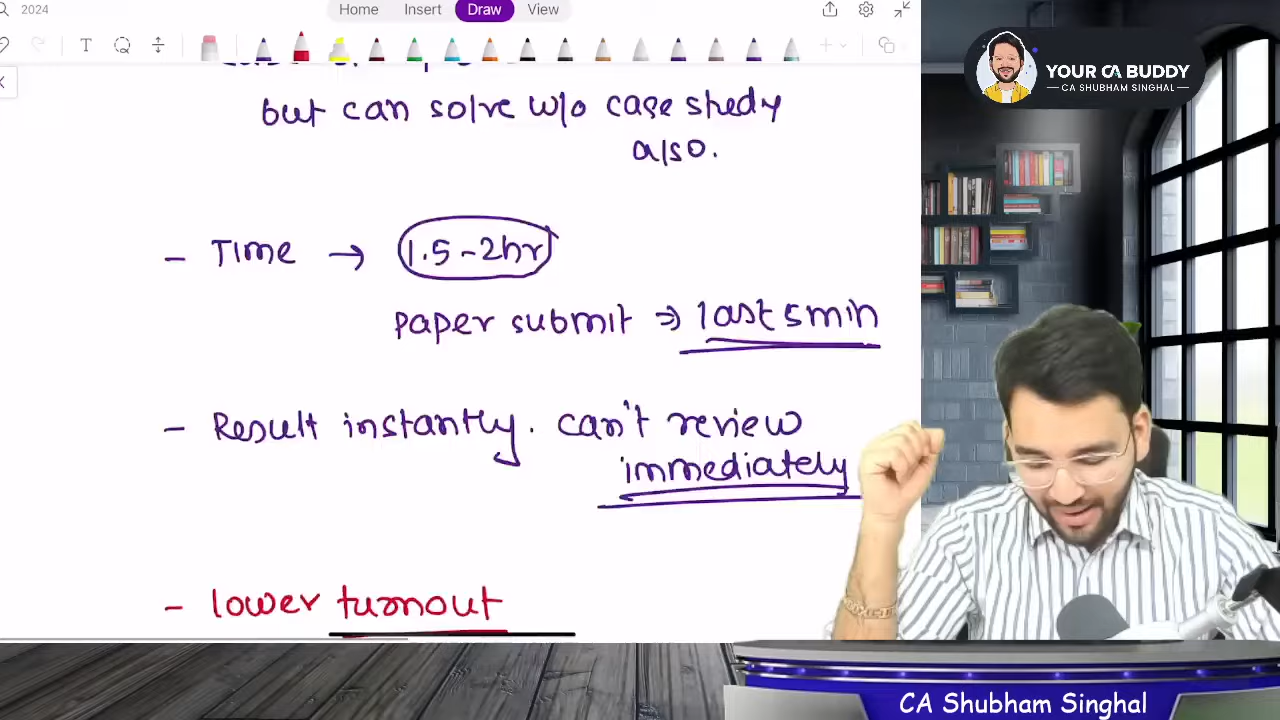 2024
Home Insert Draw View
T
YOUR CA BUDDY
CA SHUBHAM SINGHAL
but can solve w/o case study
also.
- Time → 1.5-2hr
paper submit ⇒ last 5min
- Result instantly. can't review
immediately
- lower turnout
CA Shubham Singhal